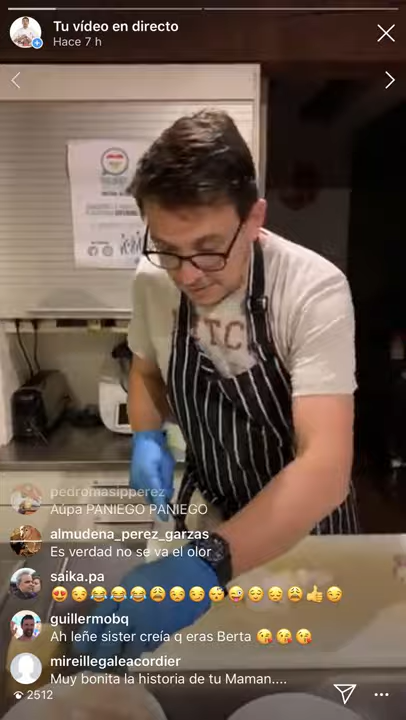 Tu vídeo en directo
Hace 7 h
pedromasipperez
Aúpa PANIEGO PANIEGO
almudena_perez_garzas
Es verdad no se va el olor
saika.pa
😍😏😂😂😂😩😏😏😴😜😌😞😩👍😏
guillermobq
Ah leñe sister creía q eras Berta 😘😘😘
mireillegaleacordier
Muy bonita la historia de tu Maman....
2512